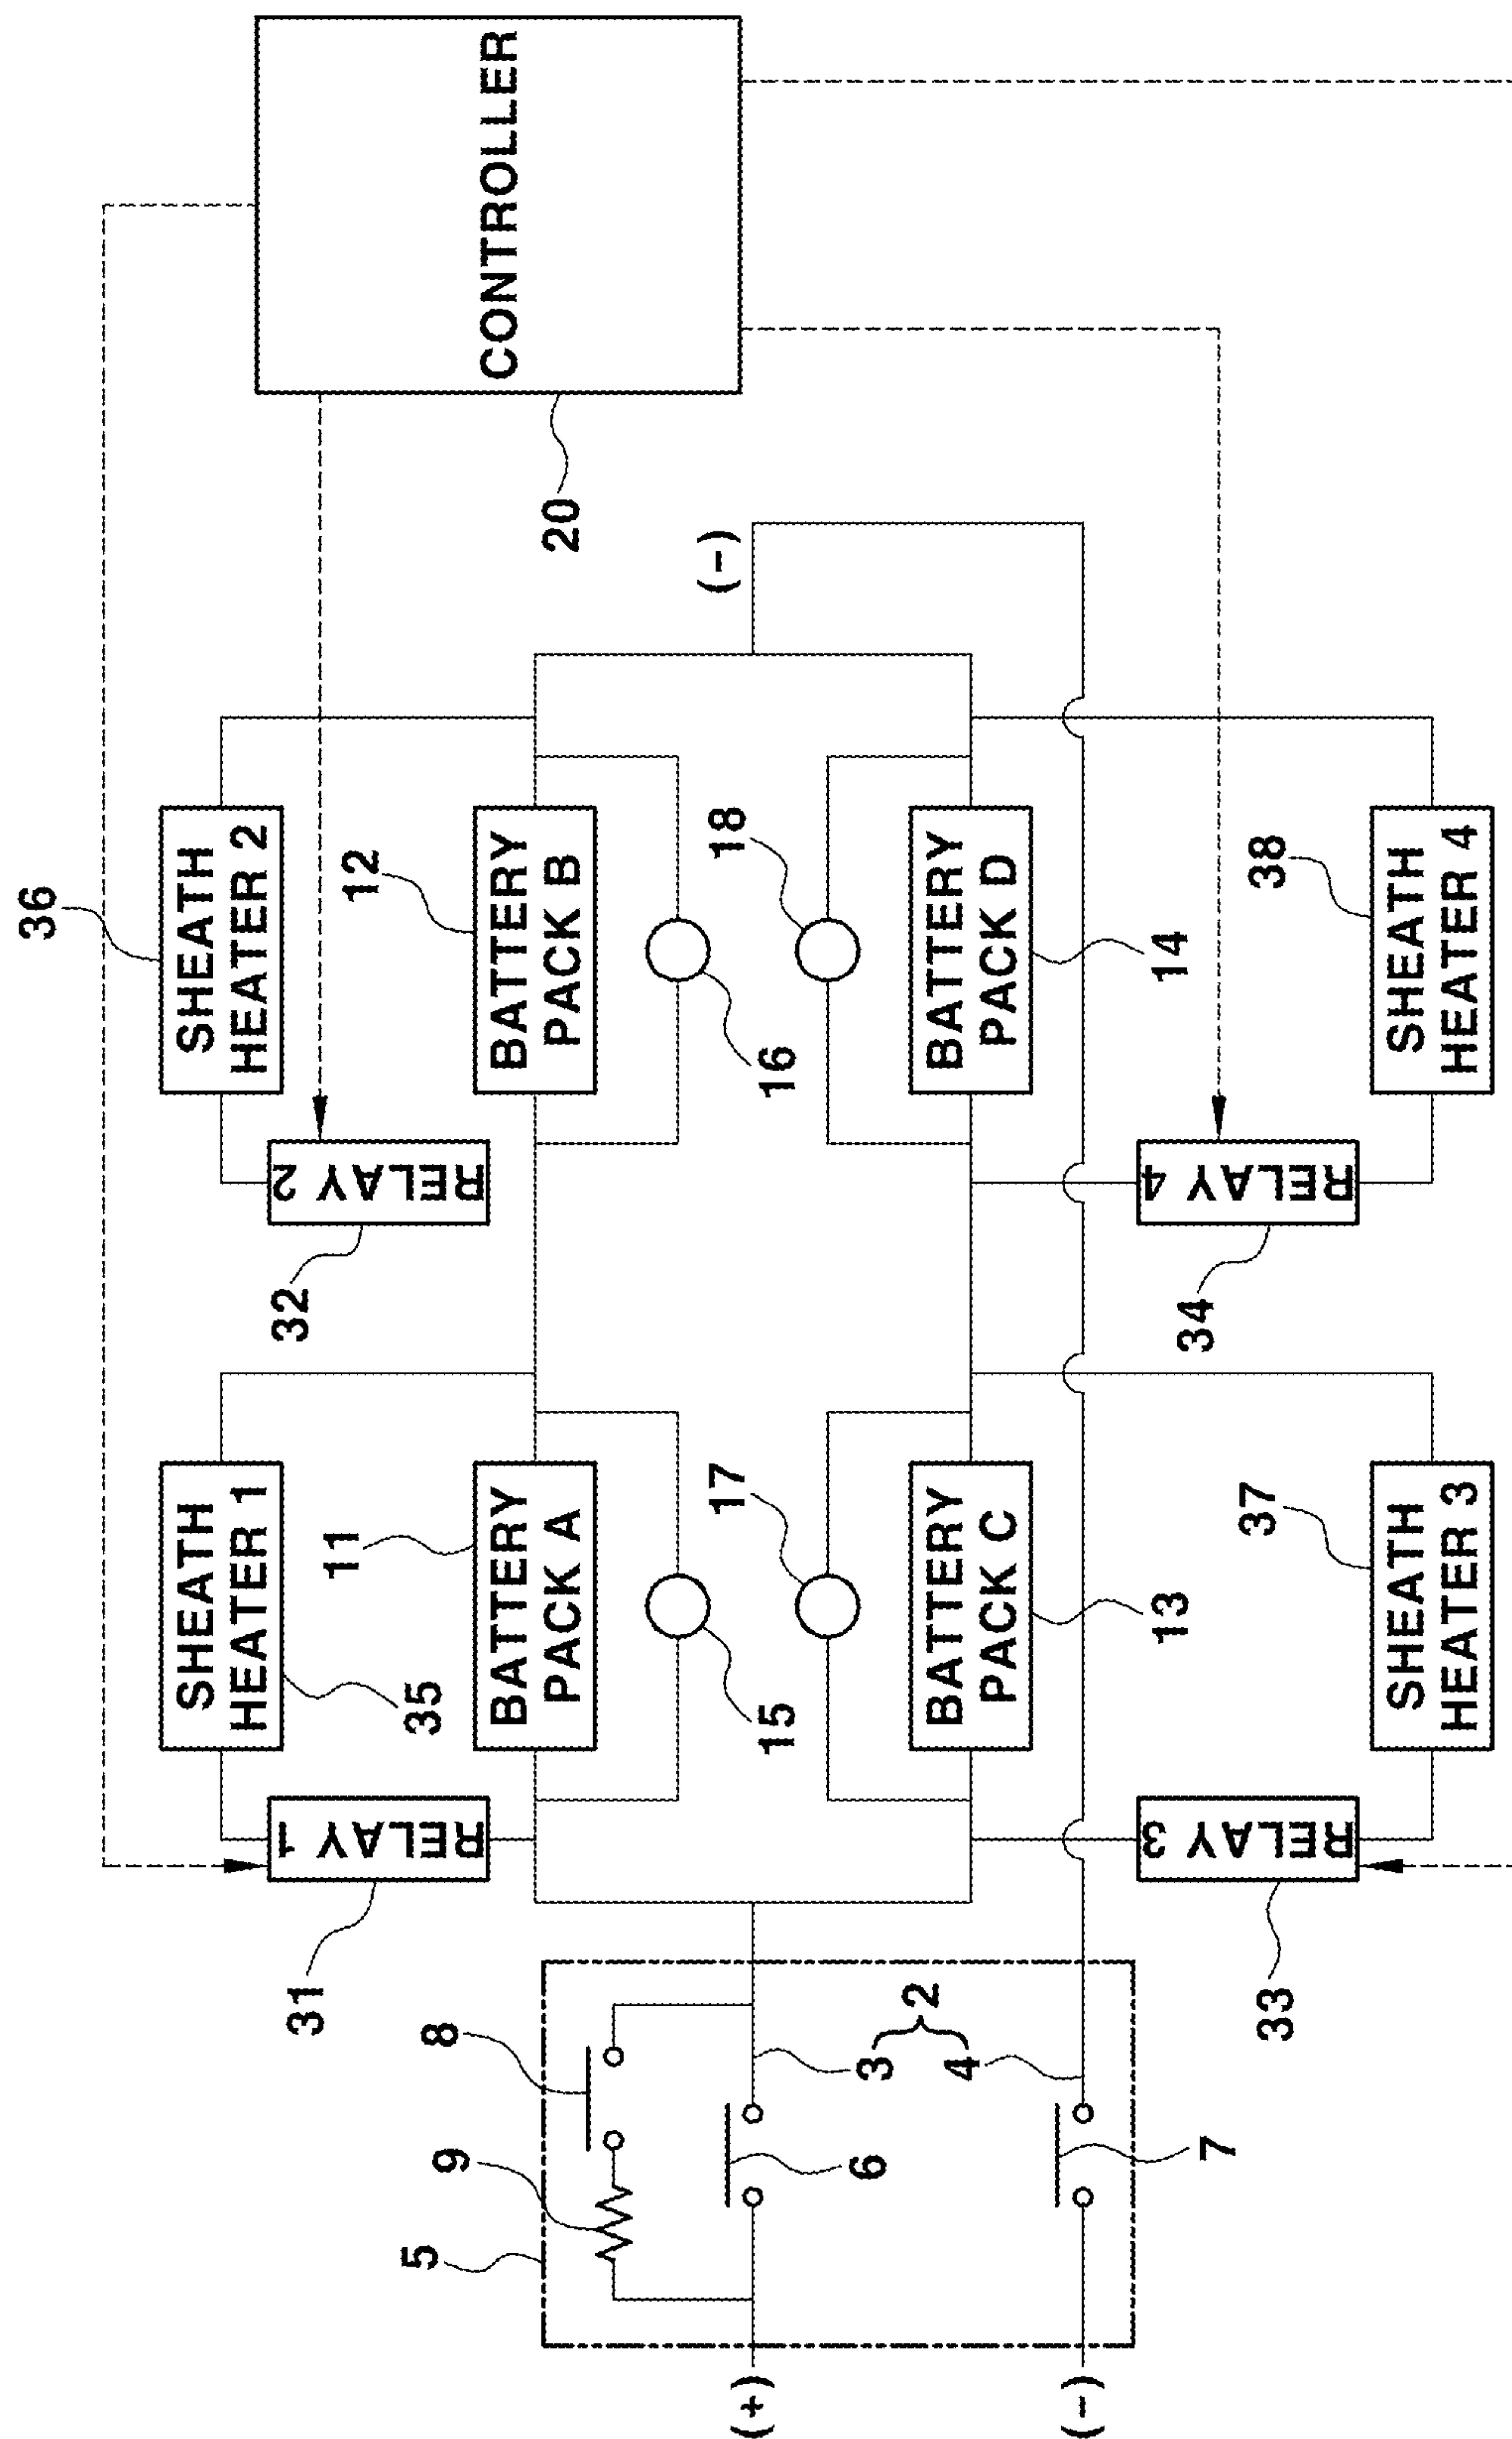 36
SHEATH
HEATER 1
SHEATH
HEATER 2
35
31
RELAY 1
32
RELAY 2
CONTROLLER
20
11
BATTERY
PACK A
12
BATTERY
PACK B
15
16
5
9
8
(+)
6
3
4
2
(-)
17
18
BATTERY
PACK C
13
BATTERY
PACK D
14
(-)
7
33
RELAY 3
34
RELAY 4
37
SHEATH
HEATER 3
38
SHEATH
HEATER 4